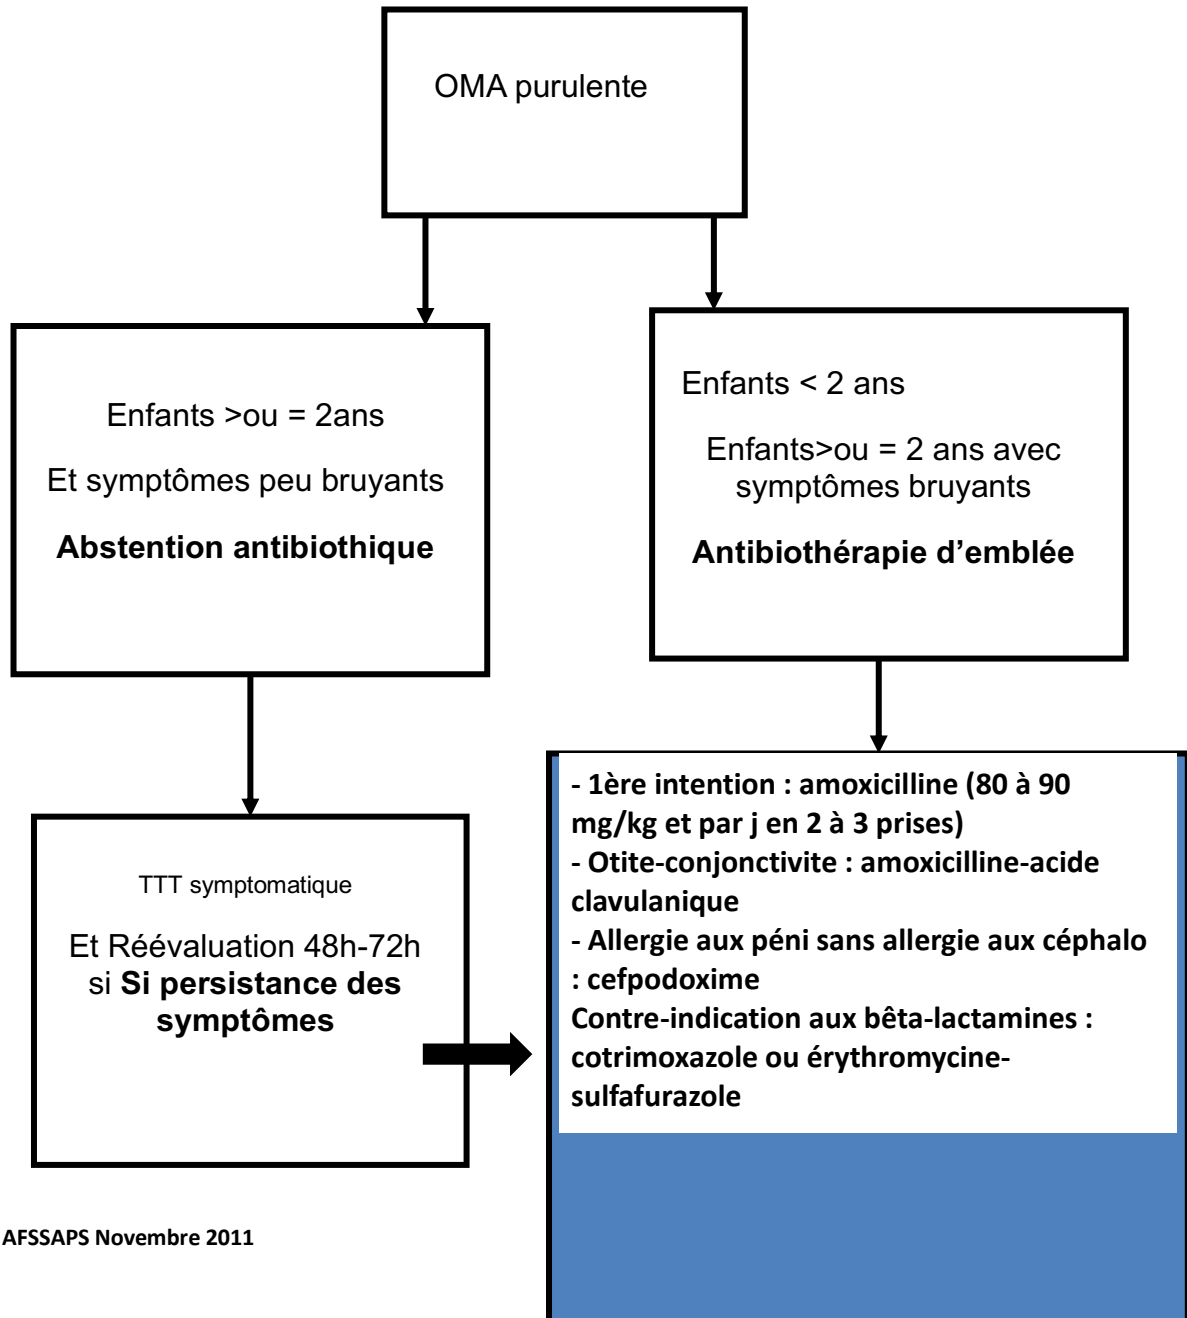 OMA purulente
Enfants >ou = 2ans
Et symptômes peu bruyants
Abstention antibiothique
Enfants < 2 ans
Enfants>ou = 2 ans avec
symptômes bruyants
Antibiothérapie d’emblée
TTT symptomatique
Et Réévaluation 48h-72h
si Si persistance des
symptômes
- 1ère intention : amoxicilline (80 à 90
mg/kg et par j en 2 à 3 prises)
- Otite-conjonctivite : amoxicilline-acide
clavulanique
- Allergie aux péni sans allergie aux céphalo
: cefpodoxime
Contre-indication aux bêta-lactamines :
cotrimoxazole ou érythromycine-
sulfafurazole
AFSSAPS Novembre 2011